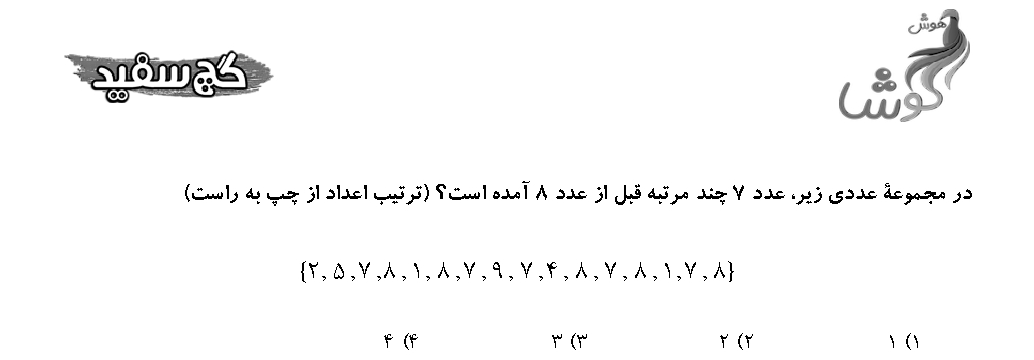 گچ سفید
هوش
کوشا
در مجموعهٔ عددی زیر، عدد ۷ چند مرتبه قبل از عدد ۸ آمده است؟ (ترتیب اعداد از چپ به راست)
{۲,۵,۷,۸,۱,۸,۷,۹,۷,۴,۸,۷,۸,۱,۷,۸}
۱) ۱ ۲) ۲ ۳) ۳ ۴) ۴